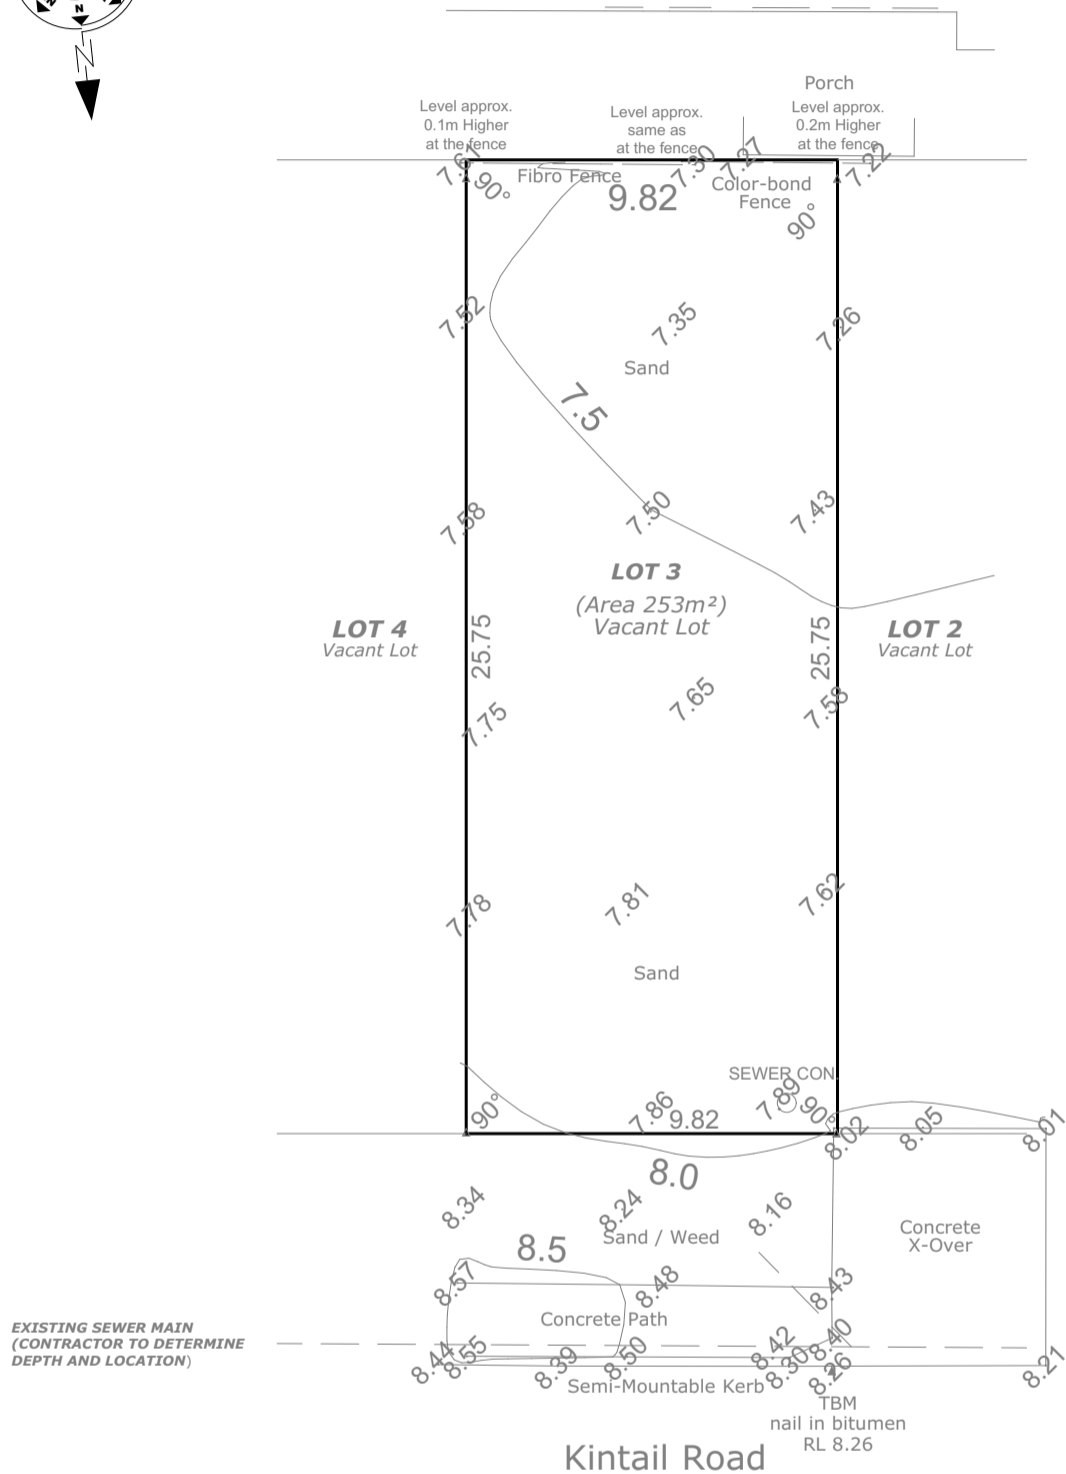 N
N
N
Porch
Level approx.
0.1m Higher
at the fence
Level approx.
same as
at the fence
Level approx.
0.2m Higher
at the fence
7.61
7.30
7.27
7.22
90°
Fibro Fence
9.82
Color-bond
Fence
90°
7.52
7.35
7.26
Sand
7.5
7.58
7.50
7.43
LOT 3
(Area 253m²)
Vacant Lot
LOT 4
Vacant Lot
25.75
25.75
LOT 2
Vacant Lot
7.75
7.65
7.58
7.78
7.81
7.62
Sand
SEWER CON.
90°
7.86
9.82
7.89
90°
8.02
8.05
8.01
8.0
8.34
8.24
8.16
Sand / Weed
Concrete
X-Over
8.5
8.57
8.48
8.43
Concrete Path
EXISTING SEWER MAIN
(CONTRACTOR TO DETERMINE
DEPTH AND LOCATION)
8.44
8.55
8.39
8.50
8.42
8.30
8.40
8.26
8.21
Semi-Mountable Kerb
TBM
nail in bitumen
RL 8.26
Kintail Road